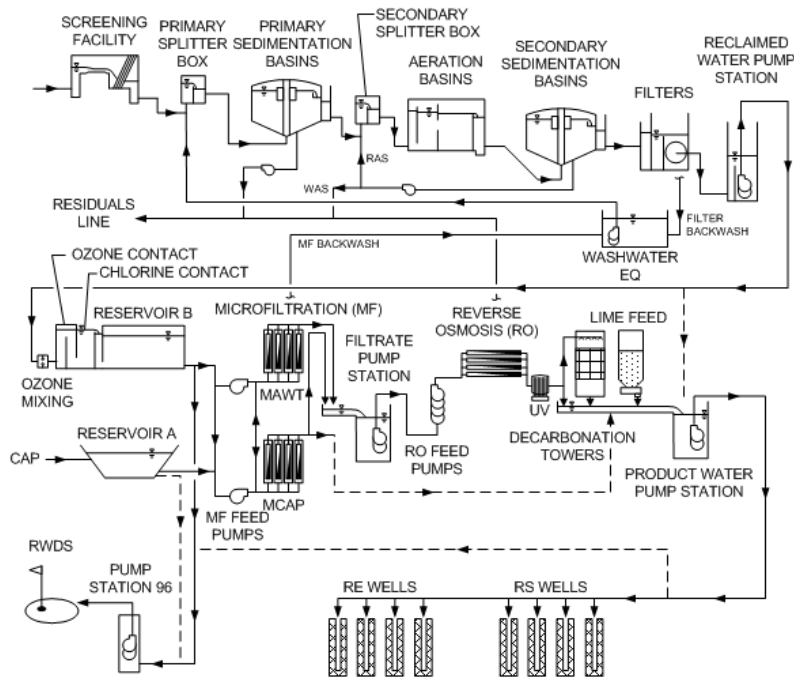 SCREENING
FACILITY
PRIMARY
SPLITTER
BOX
PRIMARY
SEDIMENTATION
BASINS
SECONDARY
SPLITTER BOX
AERATION
BASINS
SECONDARY
SEDIMENTATION
BASINS
FILTERS
RECLAIMED
WATER PUMP
STATION
RAS
WAS
RESIDUALS
LINE
MF BACKWASH
WASHWATER
EQ
FILTER
BACKWASH
OZONE CONTACT
CHLORINE CONTACT
RESERVOIR B
OZONE
MIXING
MICROFILTRATION (MF)
MAWT
FILTRATE
PUMP
STATION
REVERSE
OSMOSIS (RO)
LIME FEED
UV
RESERVOIR A
CAP
MCAP
MF FEED
PUMPS
RO FEED
PUMPS
DECARBONATION
TOWERS
PRODUCT WATER
PUMP STATION
RWDS
PUMP
STATION 96
RE WELLS
RS WELLS